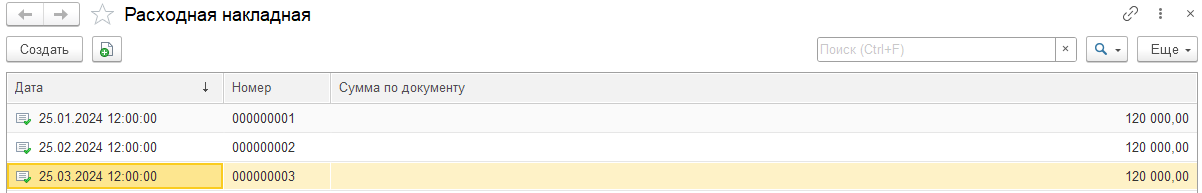 Расходная накладная
Создать Поиск (Ctrl+F) × Еще
Дата ↓ Номер Сумма по документу
25.01.2024 12:00:00 000000001 120 000,00
25.02.2024 12:00:00 000000002 120 000,00
25.03.2024 12:00:00 000000003 120 000,00